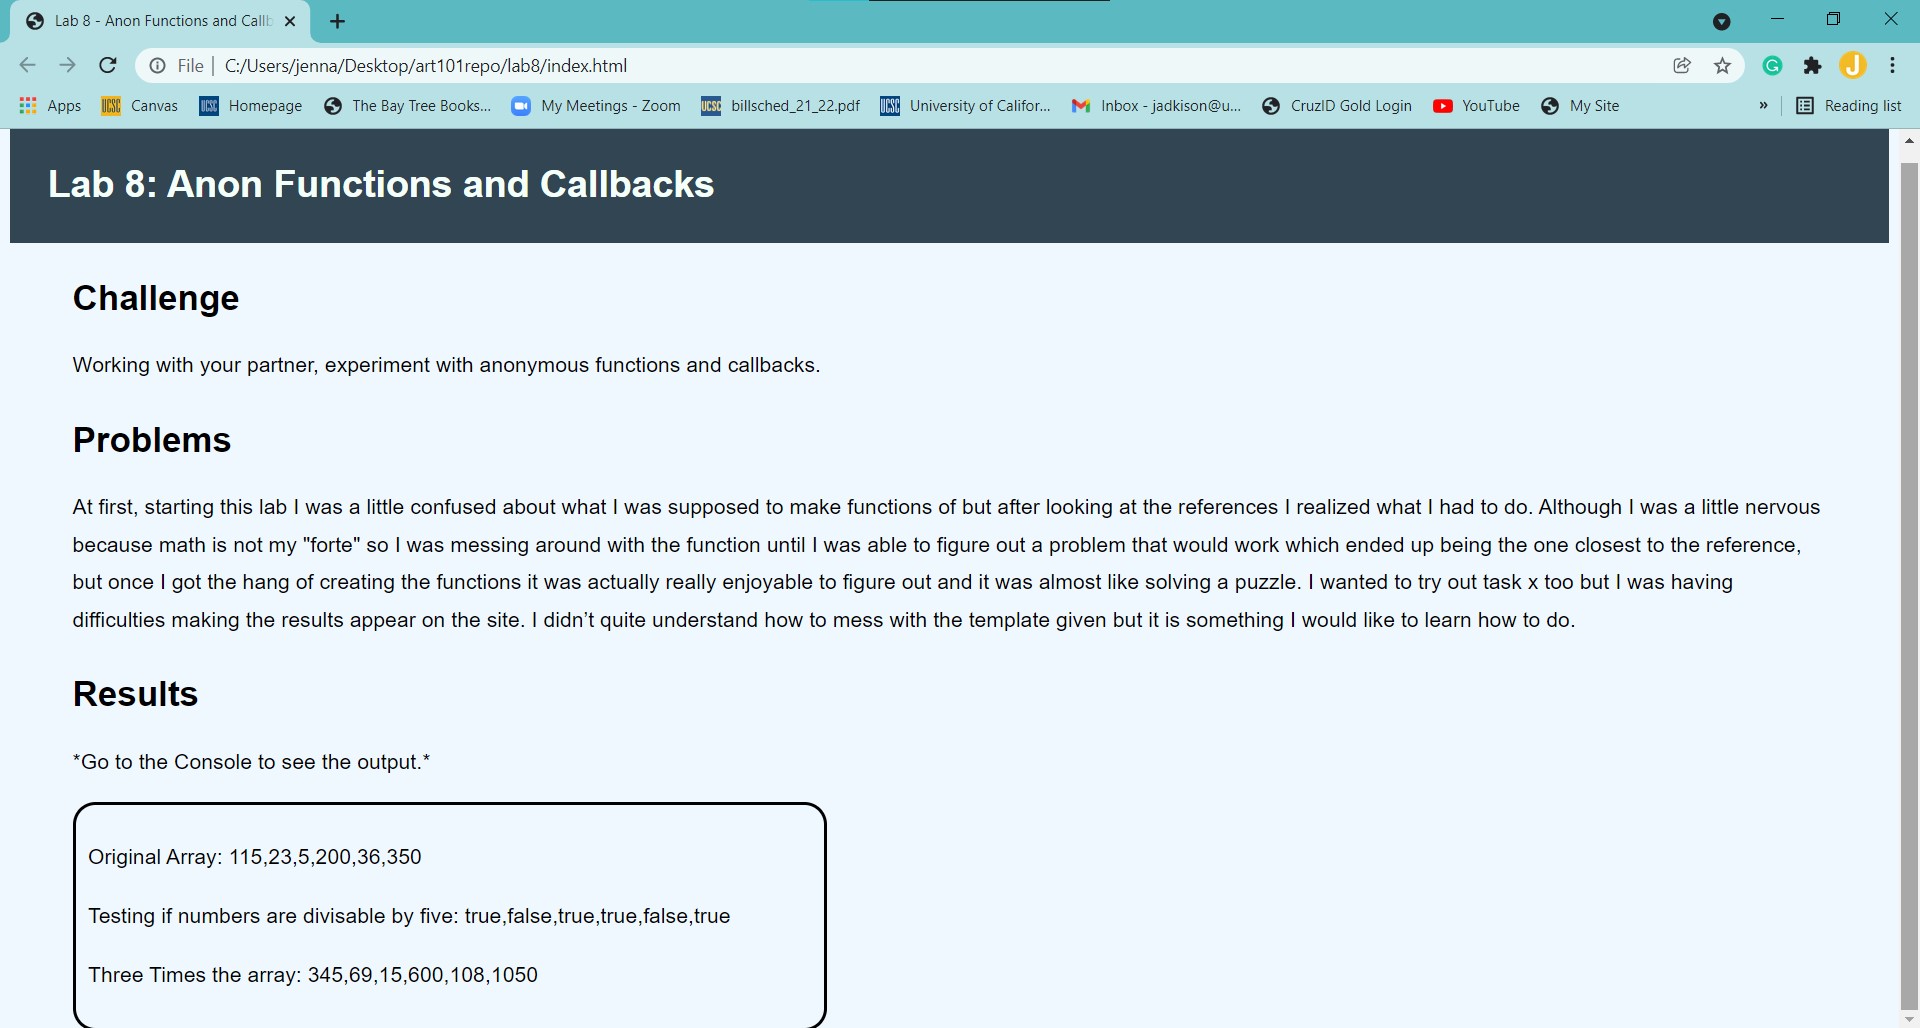 Lab 8 - Anon Functions and Callb
File | C:/Users/jenna/Desktop/art101repo/lab8/index.html
G J
Apps UCSC Canvas UCSC Homepage The Bay Tree Books... My Meetings - Zoom UCSC billsched_21_22.pdf UCSC University of Califor... Inbox - jadkison@u... CruzID Gold Login YouTube My Site » Reading list
Lab 8: Anon Functions and Callbacks
Challenge
Working with your partner, experiment with anonymous functions and callbacks.
Problems
At first, starting this lab I was a little confused about what I was supposed to make functions of but after looking at the references I realized what I had to do. Although I was a little nervous
because math is not my "forte" so I was messing around with the function until I was able to figure out a problem that would work which ended up being the one closest to the reference,
but once I got the hang of creating the functions it was actually really enjoyable to figure out and it was almost like solving a puzzle. I wanted to try out task x too but I was having
difficulties making the results appear on the site. I didn’t quite understand how to mess with the template given but it is something I would like to learn how to do.
Results
*Go to the Console to see the output.*
Original Array: 115,23,5,200,36,350
Testing if numbers are divisable by five: true,false,true,true,false,true
Three Times the array: 345,69,15,600,108,1050